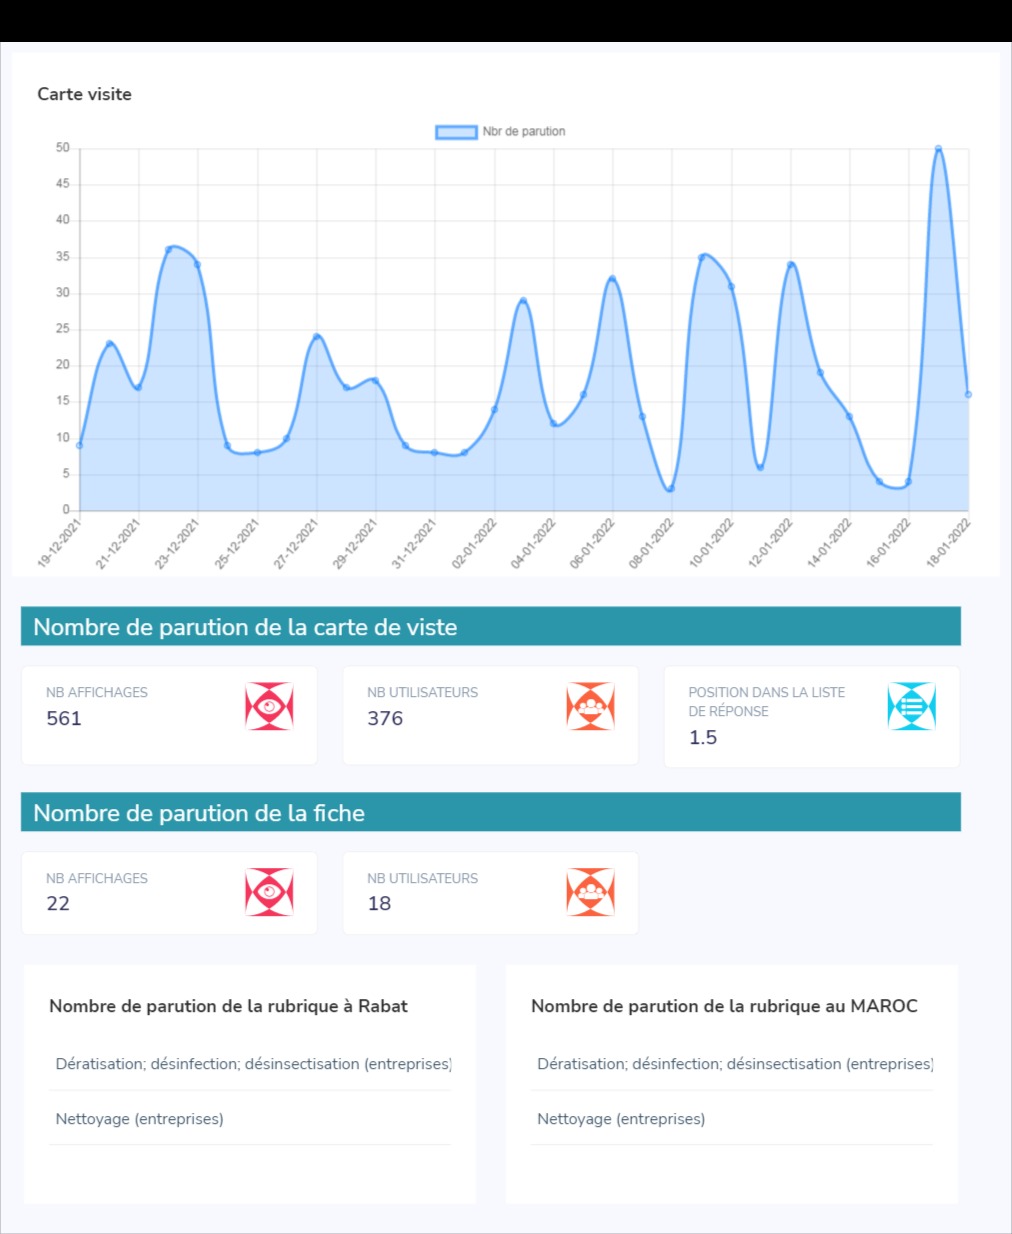 Carte visite
Nbr de parution
50
45
40
35
30
25
20
15
10
5
0
19-12-2021
21-12-2021
23-12-2021
25-12-2021
27-12-2021
29-12-2021
31-12-2021
02-01-2022
04-01-2022
06-01-2022
08-01-2022
10-01-2022
12-01-2022
14-01-2022
16-01-2022
18-01-2022
Nombre de parution de la carte de viste
NB AFFICHAGES
561
NB UTILISATEURS
376
POSITION DANS LA LISTE
DE RÉPONSE
1.5
Nombre de parution de la fiche
NB AFFICHAGES
22
NB UTILISATEURS
18
Nombre de parution de la rubrique à Rabat
Dératisation; désinfection; désinsectisation (entreprises)
Nettoyage (entreprises)
Nombre de parution de la rubrique au MAROC
Dératisation; désinfection; désinsectisation (entreprises)
Nettoyage (entreprises)